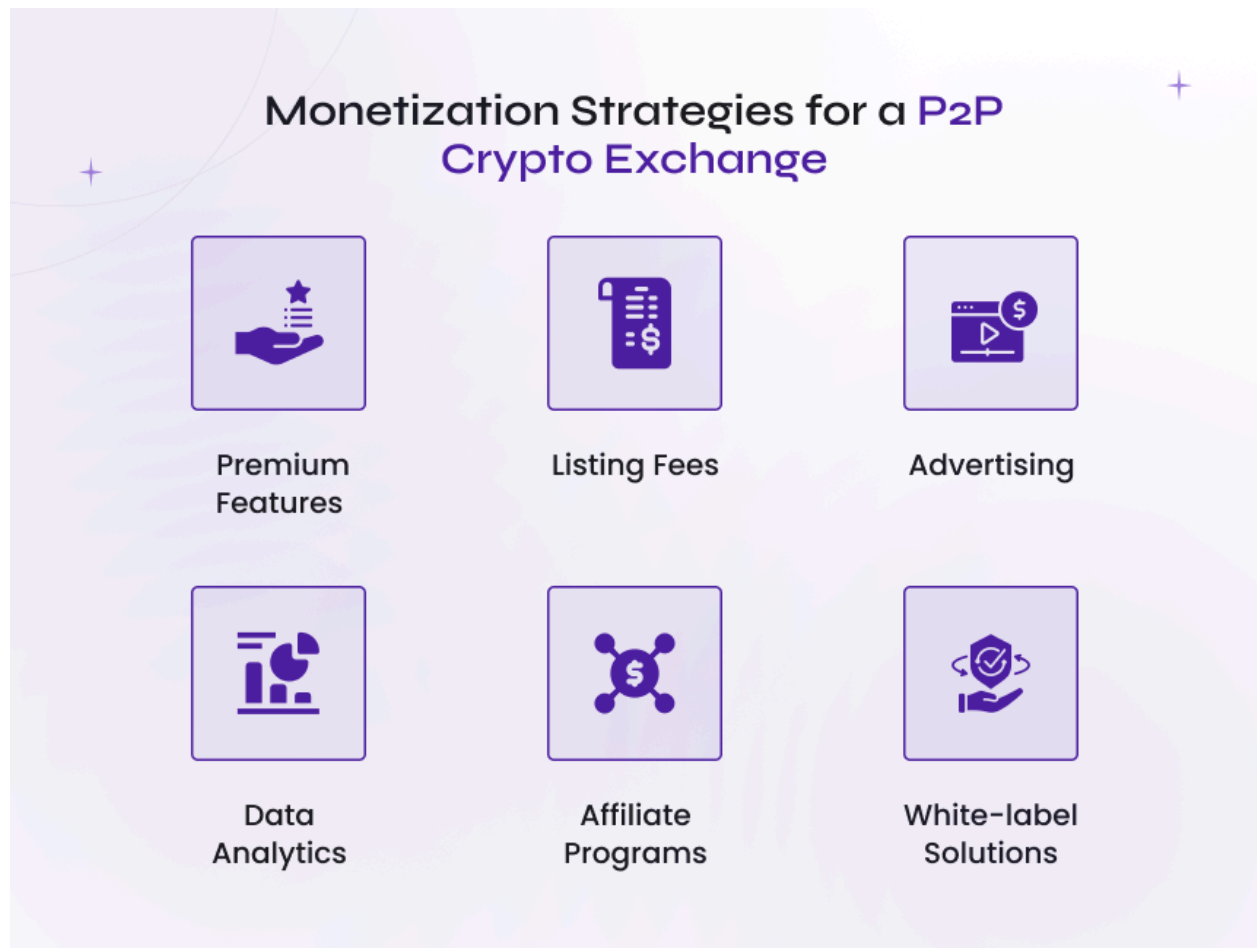 Monetization Strategies for a P2P
Crypto Exchange
Premium
Features
Listing Fees
Advertising
Data
Analytics
Affiliate
Programs
White-label
Solutions